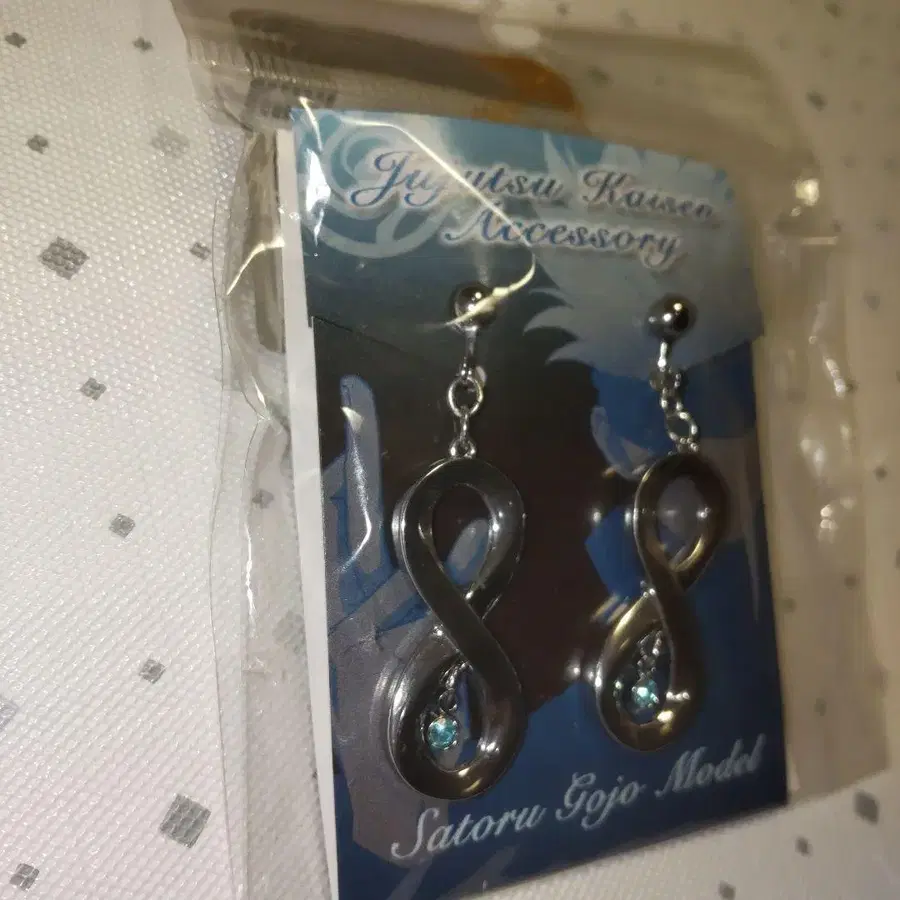 Jujutsu Kaisen
Accessory
Satoru Gojo Model